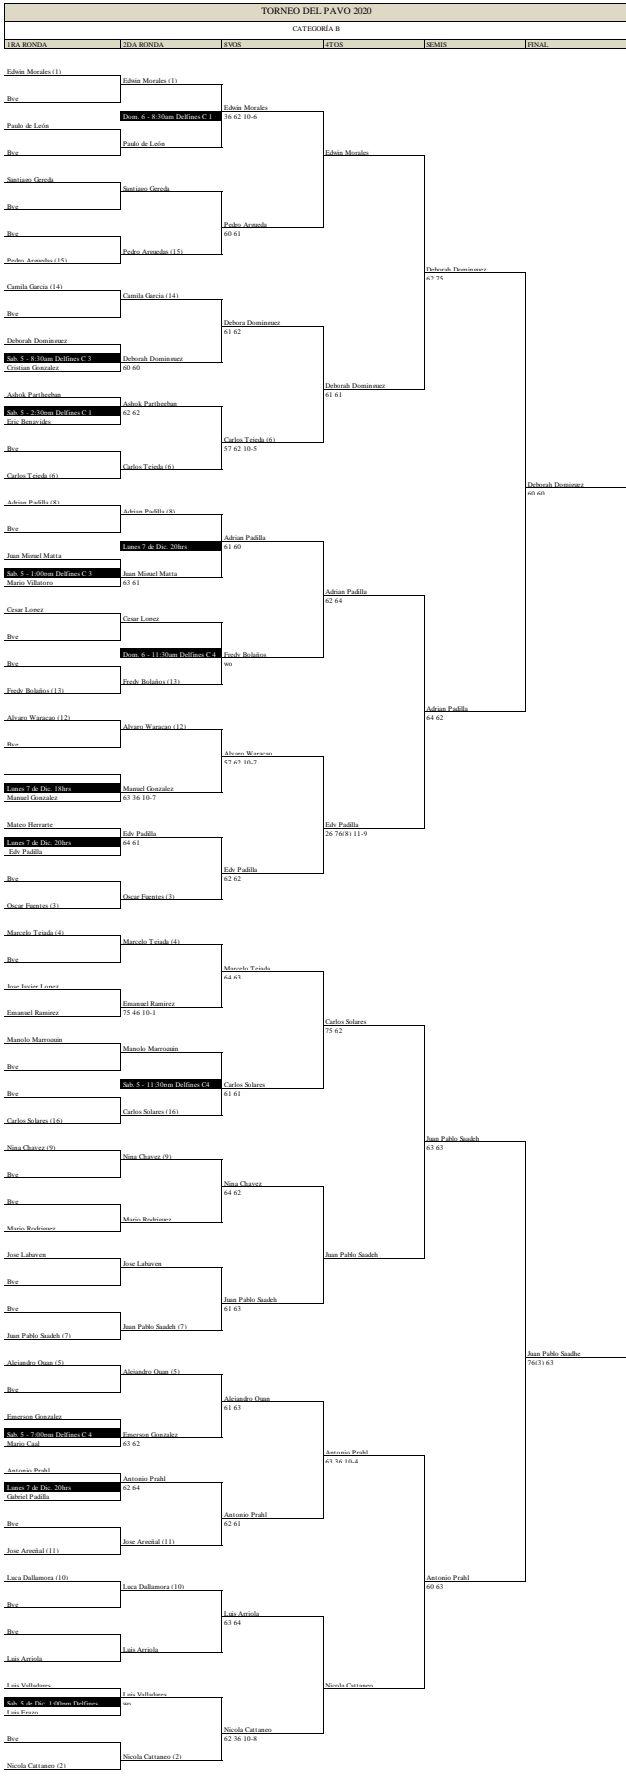 TORNEO DEL PAVO 2020
CATEGORÍA B
1RA RONDA
2DA RONDA
8VOS
4TOS
SEMIS
FINAL
Edwin Morales (1)
Bye
Paulo de León
Bye
Santiago Gereda
Bye
Bye
Pedro Arguedas (15)
Camila Garcia (14)
Bye
Deborah Dominguez
Sab. 5 - 8:30am Delfines C 3
Cristian Gonzalez
Ashok Partheeban
Sab. 5 - 2:30pm Delfines C 1
Eric Benavides
Bye
Carlos Tejeda (6)
Adrian Padilla (8)
Bye
Juan Miguel Matta
Sab. 5 - 1:00pm Delfines C 3
Mario Villatoro
Cesar Lopez
Bye
Bye
Fredy Bolaños (13)
Alvaro Waracao (12)
Bye
Lunes 7 de Dic. 18hrs
Manuel Gonzalez
Mateo Herrarte
Lunes 7 de Dic. 20hrs
Edy Padilla
Bye
Oscar Fuentes (3)
Marcelo Tejada (4)
Bye
Jose Javier Lopez
Emanuel Ramirez
Manolo Marroquin
Bye
Bye
Carlos Solares (16)
Nina Chavez (9)
Bye
Bye
Mario Rodriguez
Jose Labayen
Bye
Bye
Juan Pablo Saadeh (7)
Alejandro Quan (5)
Bye
Emerson Gonzalez
Sab. 5 - 7:00pm Delfines C 4
Mario Caal
Antonio Prahl
Lunes 7 de Dic. 20hrs
Gabriel Padilla
Bye
Jose Argeñal (11)
Luca Dallamora (10)
Bye
Bye
Luis Arriola
Luis Valladares
Sab. 5 de Dic. 1:00pm Delfines
Luis Erazo
Bye
Nicola Cattaneo (2)
Edwin Morales (1)
Dom. 6 - 8:30am Delfines C 1
Paulo de León
Santiago Gereda
Pedro Arguedas (15)
Camila Garcia (14)
Deborah Dominguez
60 60
Ashok Partheeban
62 62
Carlos Tejeda (6)
Adrian Padilla (8)
Lunes 7 de Dic. 20hrs
Juan Miguel Matta
63 61
Cesar Lopez
Dom. 6 - 11:30am Delfines C 4
Fredy Bolaños (13)
Alvaro Waracao (12)
Manuel Gonzalez
63 36 10-7
Edy Padilla
64 61
Oscar Fuentes (3)
Marcelo Tejada (4)
Emanuel Ramirez
75 46 10-1
Manolo Marroquin
Sab. 5 - 11:30pm Delfines C4
Carlos Solares (16)
Nina Chavez (9)
Mario Rodriguez
Jose Labayen
Juan Pablo Saadeh (7)
Alejandro Quan (5)
Emerson Gonzalez
63 62
Antonio Prahl
62 64
Jose Argeñal (11)
Luca Dallamora (10)
Luis Arriola
Luis Valladares
wo
Nicola Cattaneo (2)
Edwin Morales
36 62 10-6
Pedro Argueda
60 61
Debora Dominguez
61 62
Carlos Tejeda (6)
57 62 10-5
Adrian Padilla
61 60
Fredy Bolaños
wo
Alvaro Waracao
57 62 10-7
Edy Padilla
62 62
Marcelo Tejada
64 63
Carlos Solares
61 61
Nina Chavez
64 62
Juan Pablo Saadeh
61 63
Alejandro Quan
61 63
Antonio Prahl
62 61
Luis Arriola
63 64
Nicola Cattaneo
62 36 10-8
Edwin Morales
Deborah Dominguez
61 61
Adrian Padilla
62 64
Edy Padilla
26 76(8) 11-9
Carlos Solares
75 62
Juan Pablo Saadeh
Antonio Prahl
63 36 10-4
Nicola Cattaneo
Deborah Dominguez
62 75
Adrian Padilla
64 62
Juan Pablo Saadeh
63 63
Antonio Prahl
60 63
Deborah Dominguez
60 60
Juan Pablo Saadhe
76(3) 63